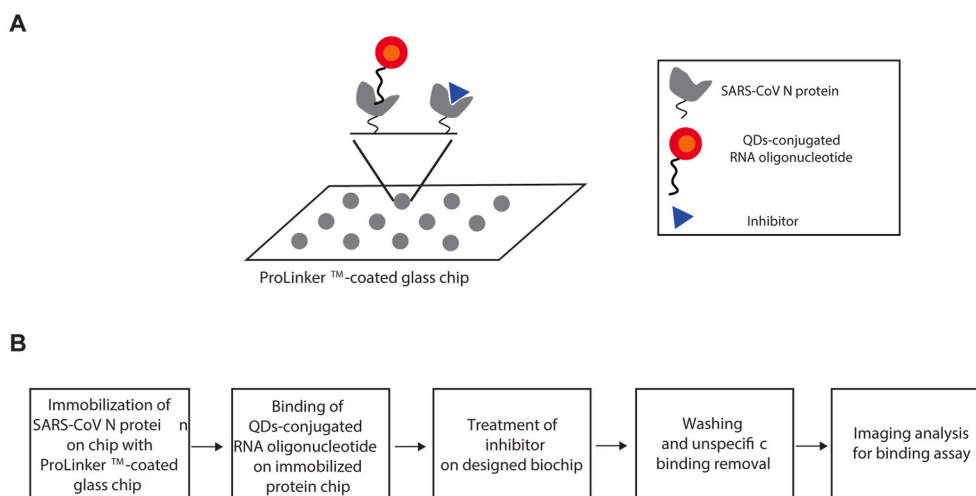 A
SARS-CoV N protein
QDs-conjugated
RNA oligonucleotide
Inhibitor
ProLinker ™-coated glass chip
B
Immobilization of
SARS-CoV N protei n
on chip with
ProLinker ™-coated
glass chip
Binding of
QDs-conjugated
RNA oligonucleotide
on immobilized
protein chip
Treatment of
inhibitor
on designed biochip
Washing
and unspecifi c
binding removal
Imaging analysis
for binding assay